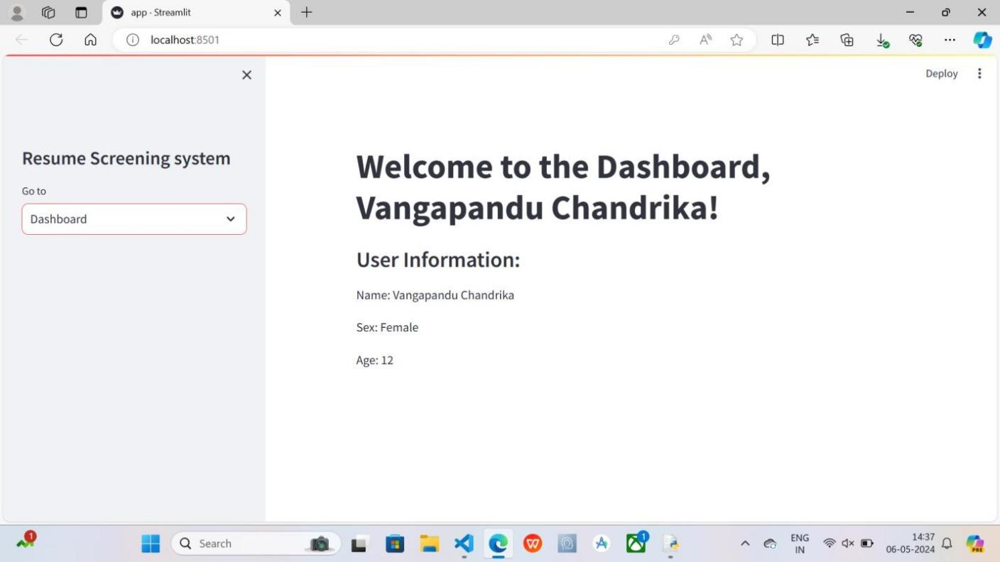 app · Streamlit
localhost:8501
Deploy
Resume Screening system
Go to
Dashboard
Welcome to the Dashboard,
Vangapandu Chandrika!
User Information:
Name: Vangapandu Chandrika
Sex: Female
Age: 12
1
Search
1
ENG
IN
14:37
06-05-2024
PRE